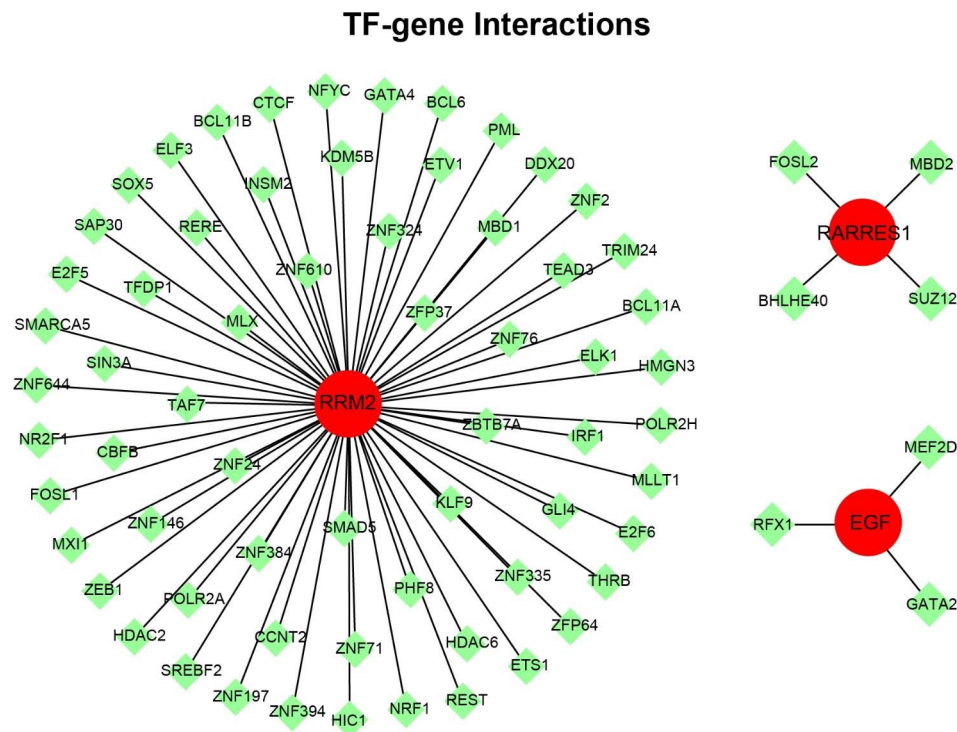 TF-gene Interactions
NFYC
GATA4
CTCF
BCL6
BCL11B
PML
ELF3
KDM5B
ETV1
DDX20
SOX5
INSM2
ZNF2
SAP30
RERE
ZNF324
MBD1
TRIM24
E2F5
TFDP1
ZNF610
TEAD3
BCL11A
SMARCA5
MLX
ZFP37
ZNF76
SIN3A
ELK1
HMGN3
ZNF644
TAF7
RRM2
ZBTB7A
POLR2H
NR2F1
CBFB
IRF1
ZNF24
MLLT1
FOSL1
KLF9
GLI4
MXI1
ZNF146
SMAD5
E2F6
ZNF384
ZNF335
THRB
ZEB1
POLR2A
PHF8
ZFP64
HDAC2
CCNT2
ZNF71
HDAC6
ETS1
SREBF2
ZNF197
ZNF394
HIC1
NRF1
REST
FOSL2
MBD2
RARRES1
BHLHE40
SUZ12
MEF2D
RFX1
EGF
GATA2